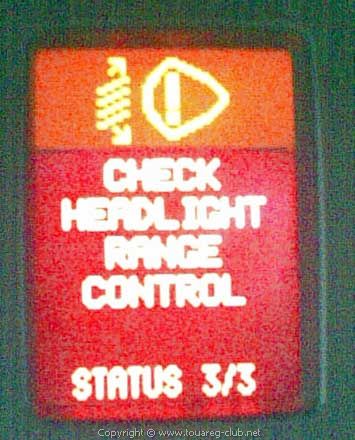 CHECK
HEADLIGHT
RANGE
CONTROL
STATUS 3/3
Copyright © www.touareg-club.net